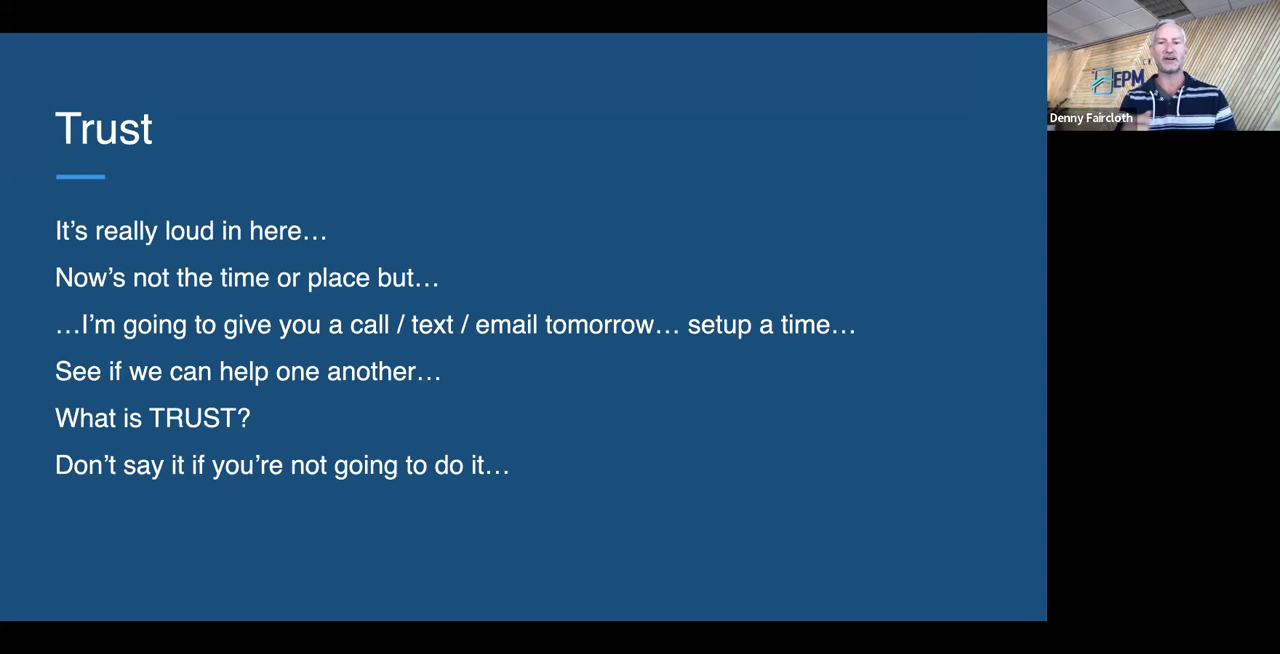 Trust
It’s really loud in here…
Now’s not the time or place but…
…I’m going to give you a call / text / email tomorrow… setup a time…
See if we can help one another…
What is TRUST?
Don’t say it if you’re not going to do it…
EPM
Denny Faircloth